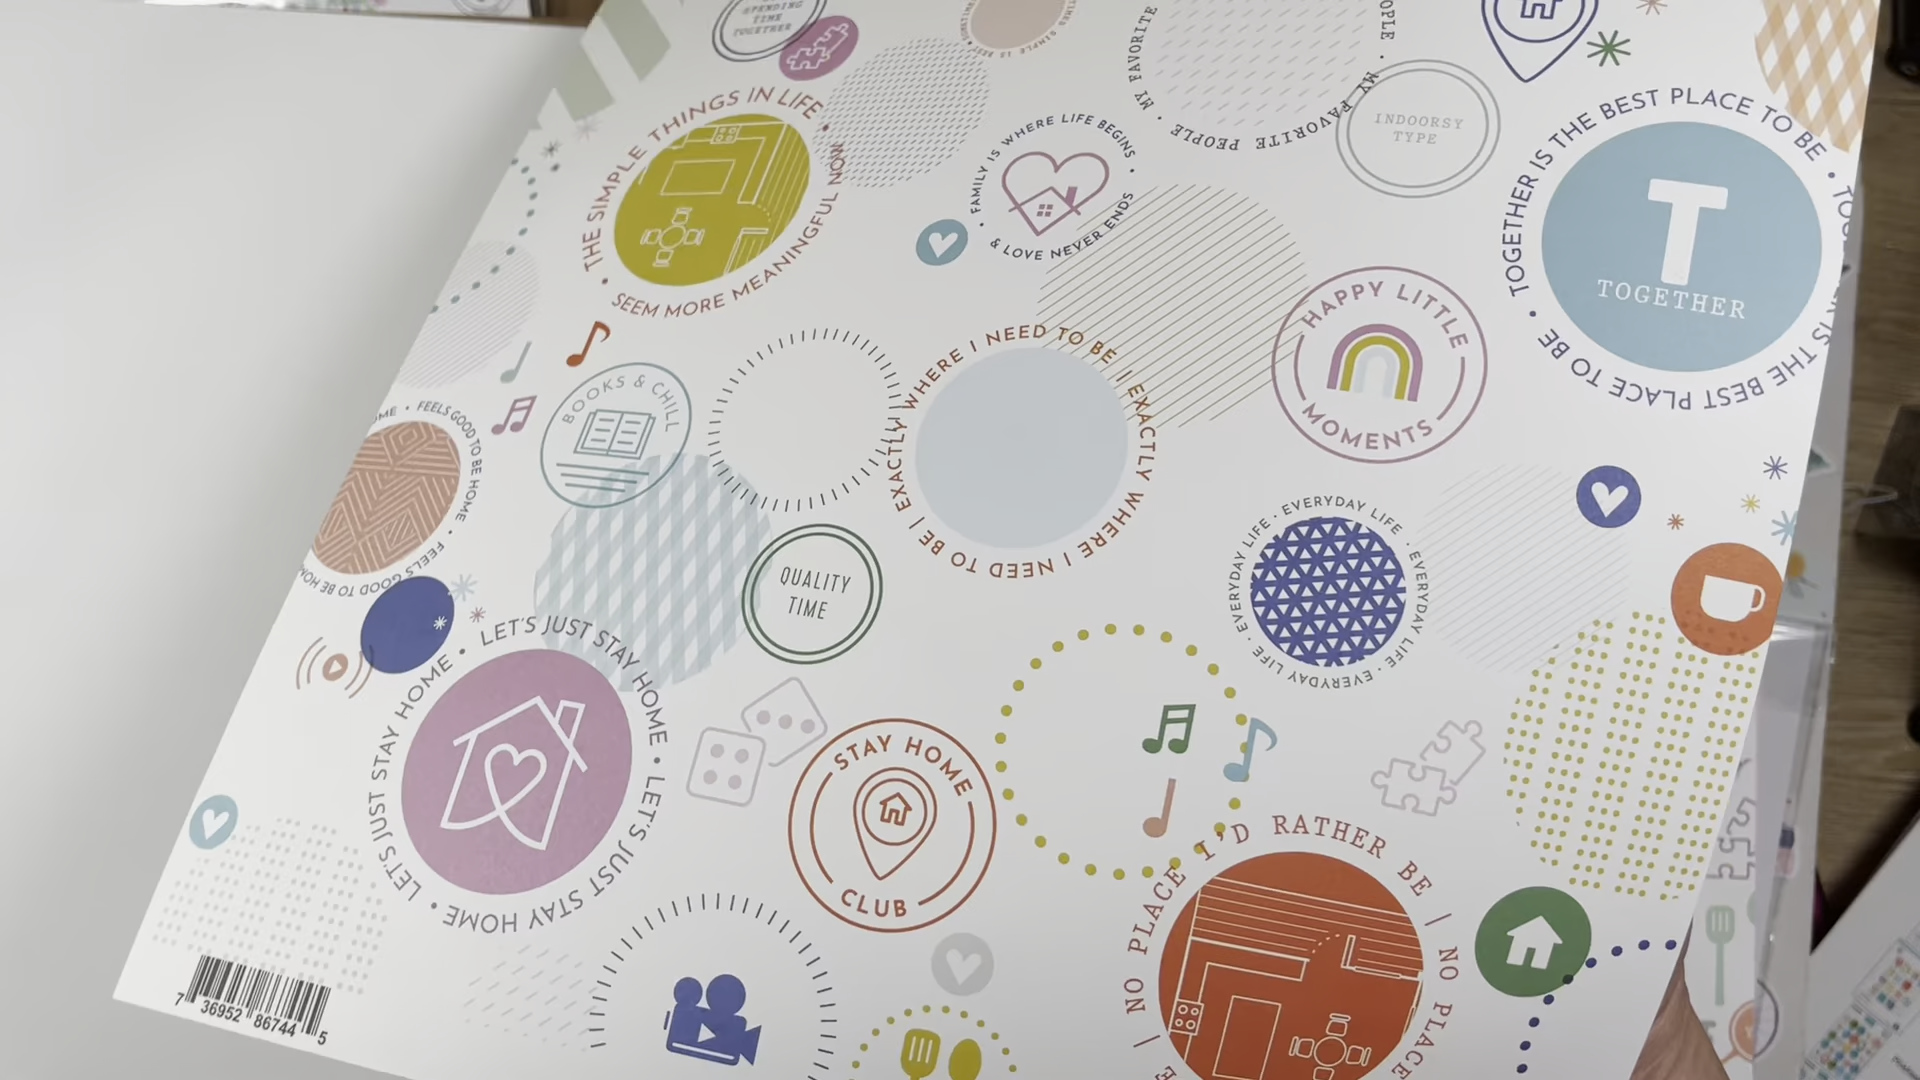 SPENDING
TIME
TOGETHER
THE SIMPLE THINGS IN LIFE •
SEEM MORE MEANINGFUL NOW •
FAMILY IS WHERE LIFE BEGINS •
& LOVE NEVER ENDS •
MY FAVORITE PEOPLE • MY FAVORITE PEOPLE •
INDOORSY
TYPE
TOGETHER IS THE BEST PLACE TO BE • TOGETHER IS THE BEST PLACE TO BE •
T
TOGETHER
HAPPY LITTLE
MOMENTS
BOOKS & CHILL
EXACTLY WHERE I NEED TO BE | EXACTLY WHERE I NEED TO BE |
• FEELS GOOD TO BE HOME • FEELS GOOD TO BE HOME
QUALITY
TIME
EVERYDAY LIFE • EVERYDAY LIFE • EVERYDAY LIFE • EVERYDAY LIFE •
LET'S JUST STAY HOME • LET'S JUST STAY HOME • LET'S JUST STAY HOME •
STAY HOME
CLUB
NO PLACE I'D RATHER BE | NO PLACE
7 36952 86744 5